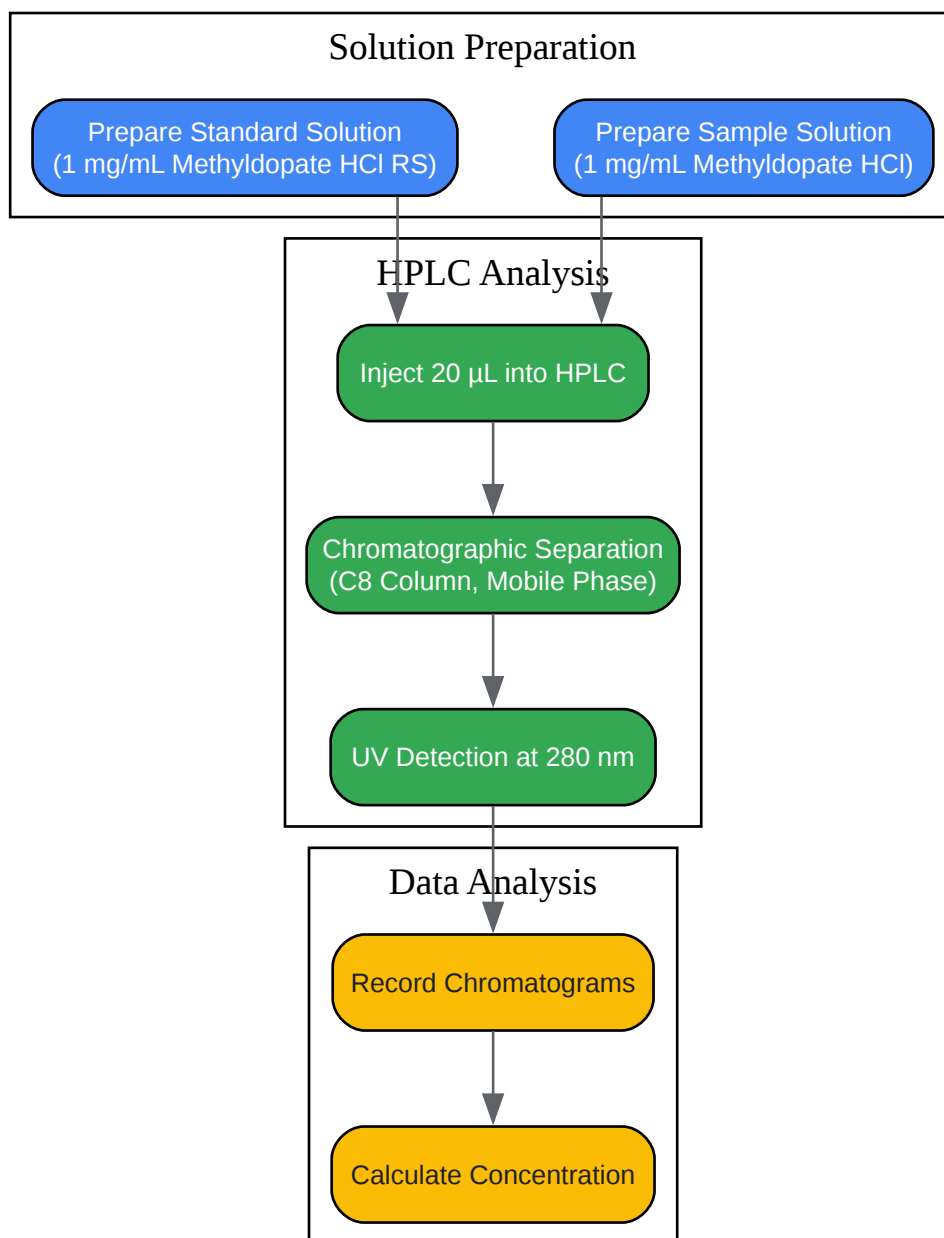 Solution Preparation
Prepare Standard Solution
(1 mg/mL Methyldopate HCl RS)
Prepare Sample Solution
(1 mg/mL Methyldopate HCl)
HPLC Analysis
Inject 20 µL into HPLC
Chromatographic Separation
(C8 Column, Mobile Phase)
UV Detection at 280 nm
Data Analysis
Record Chromatograms
Calculate Concentration